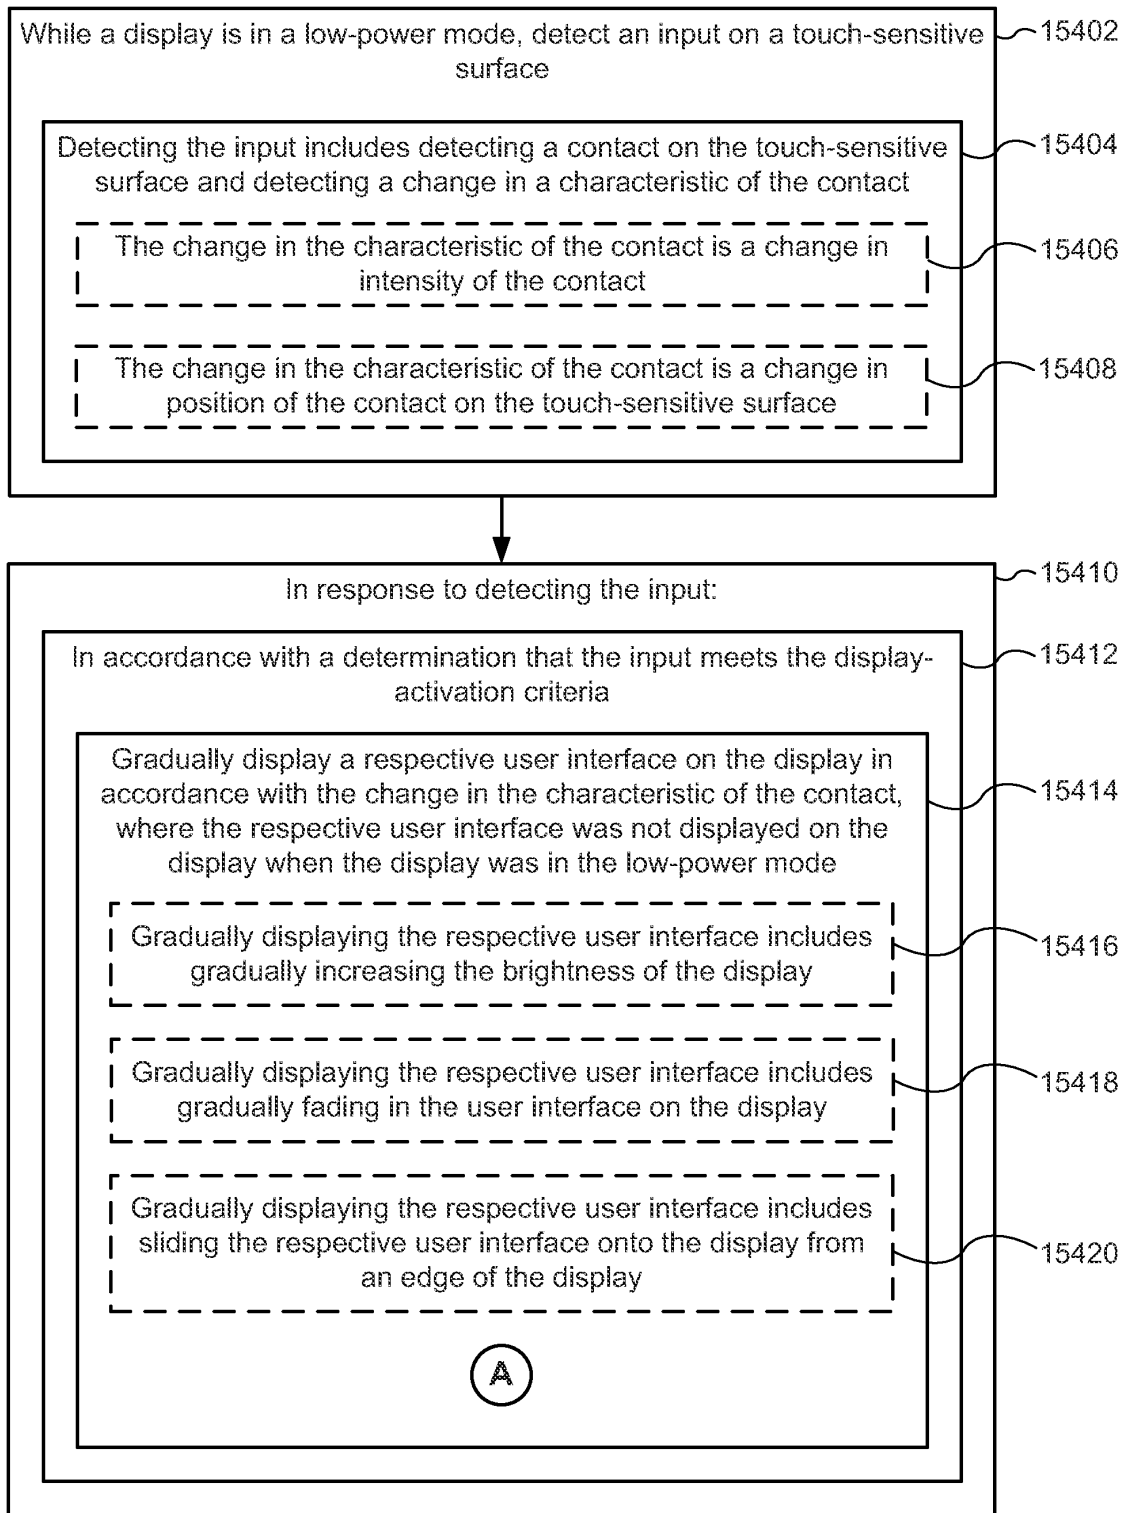 While a display is in a low-power mode, detect an input on a touch-sensitive
surface
15402
Detecting the input includes detecting a contact on the touch-sensitive
surface and detecting a change in a characteristic of the contact
15404
The change in the characteristic of the contact is a change in
intensity of the contact
15406
The change in the characteristic of the contact is a change in
position of the contact on the touch-sensitive surface
15408
In response to detecting the input:
15410
In accordance with a determination that the input meets the display-
activation criteria
15412
Gradually display a respective user interface on the display in
accordance with the change in the characteristic of the contact,
where the respective user interface was not displayed on the
display when the display was in the low-power mode
15414
Gradually displaying the respective user interface includes
gradually increasing the brightness of the display
15416
Gradually displaying the respective user interface includes
gradually fading in the user interface on the display
15418
Gradually displaying the respective user interface includes
sliding the respective user interface onto the display from
an edge of the display
15420
A